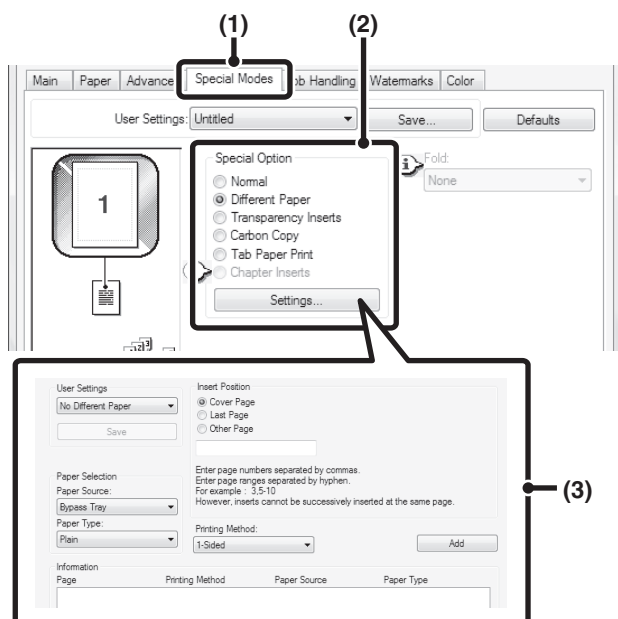 (1) (2)
Main Paper Advance Special Modes ob Handling Watermarks Color
User Settings: Untitled Save... Defaults
Special Option
Fold:
Normal
None
Different Paper
Transparency Inserts
Carbon Copy
Tab Paper Print
Chapter Inserts
Settings...
1
User Settings
Insert Position
No Different Paper
Cover Page
Last Page
Save
Other Page
Paper Selection
Enter page numbers separated by commas.
Paper Source:
Enter page ranges separated by hyphen.
For example : 3,5-10
Bypass Tray
However, inserts cannot be successively inserted at the same page.
(3)
Paper Type:
Printing Method:
Plain
1-Sided
Add
Information
Page Printing Method Paper Source Paper Type